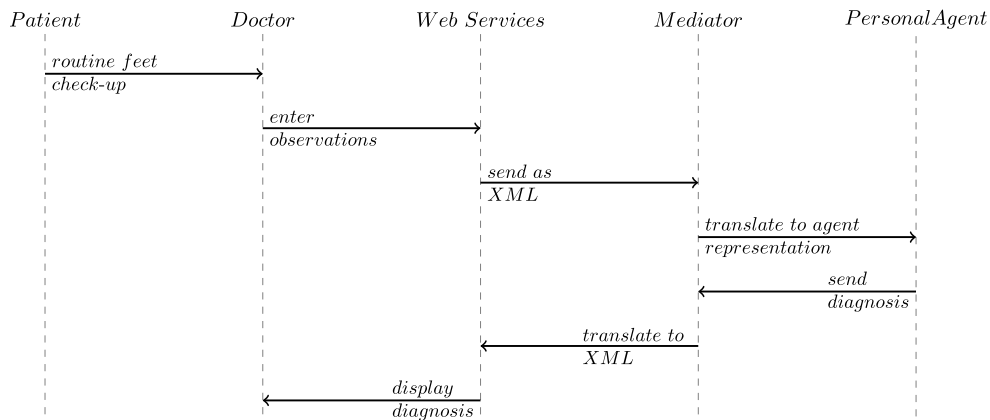 Patient Doctor Web Services Mediator PersonalAgent
routine feet
check-up
enter
observations
send as
XML
translate to agent
representation
send
diagnosis
translate to
XML
display
diagnosis